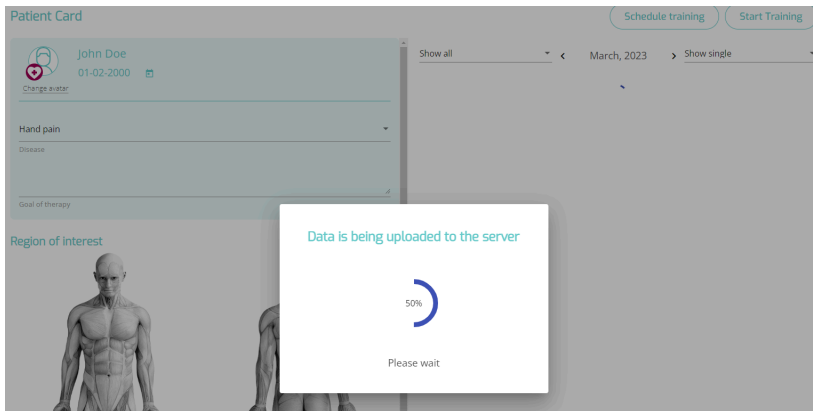 Patient Card
Schedule training
Start Training
John Doe
01-02-2000
Change avatar
Hand pain
Disease
Goal of therapy
Show all
March, 2023
Show single
Region of interest
Data is being uploaded to the server
50%
Please wait